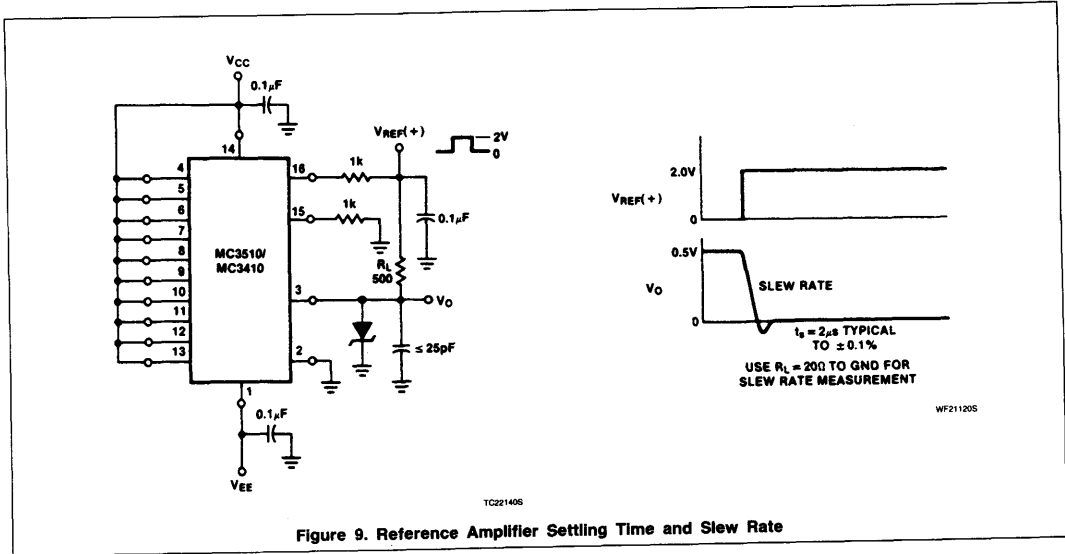 VCC
0.1μF
14
4
5
6
7
8
9
10
11
12
13
MC3510/
MC3410
16
15
3
2
1
1k
VREF(+)
2V
0
1k
0.1μF
RL
500
VO
≤ 25pF
0.1μF
VEE
TC22140S
2.0V
VREF(+)
0
0.5V
VO
SLEW RATE
0
ts = 2μs TYPICAL
TO ± 0.1%
USE RL = 20Ω TO GND FOR
SLEW RATE MEASUREMENT
WF21120S
Figure 9. Reference Amplifier Settling Time and Slew Rate